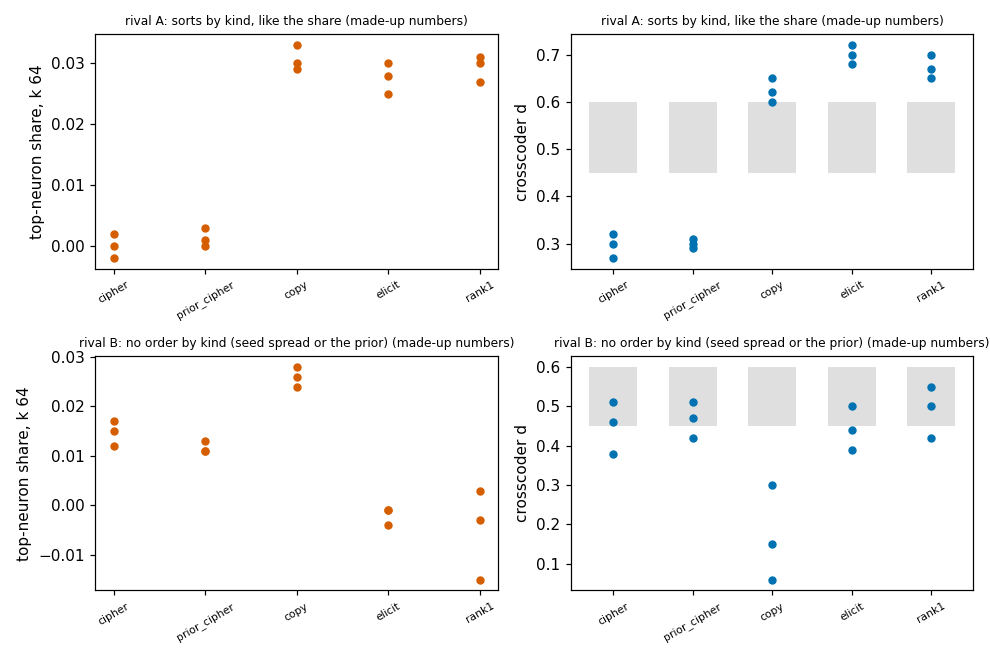 rival A: sorts by kind, like the share (made-up numbers)
top-neuron share, k 64
0.03
0.02
0.01
0.00
cipher
prior_cipher
copy
elicit
rank1
rival A: sorts by kind, like the share (made-up numbers)
crosscoder d
0.7
0.6
0.5
0.4
0.3
cipher
prior_cipher
copy
elicit
rank1
rival B: no order by kind (seed spread or the prior) (made-up numbers)
top-neuron share, k 64
0.03
0.02
0.01
0.00
−0.01
cipher
prior_cipher
copy
elicit
rank1
rival B: no order by kind (seed spread or the prior) (made-up numbers)
crosscoder d
0.6
0.5
0.4
0.3
0.2
0.1
cipher
prior_cipher
copy
elicit
rank1